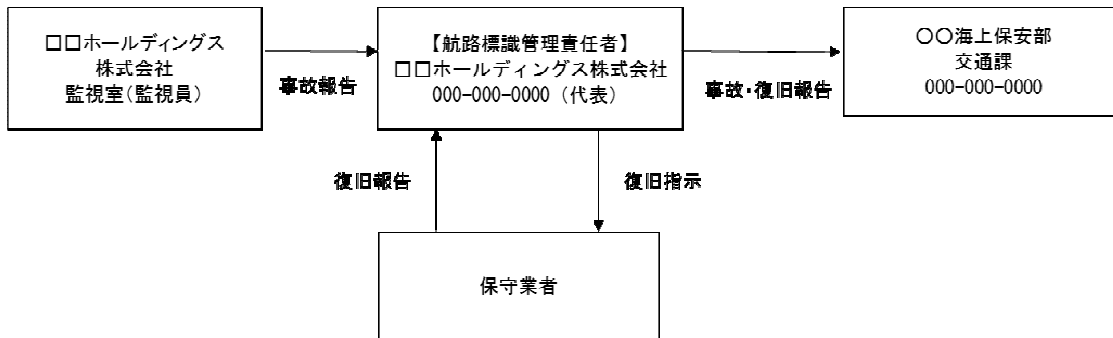 □□ホールディングス
株式会社
監視室(監視員)
事故報告
【航路標識管理責任者】
□□ホールディングス株式会社
000-000-0000 (代表)
事故・復旧報告
〇〇海上保安部
交通課
000-000-0000
復旧報告
復旧指示
保守業者